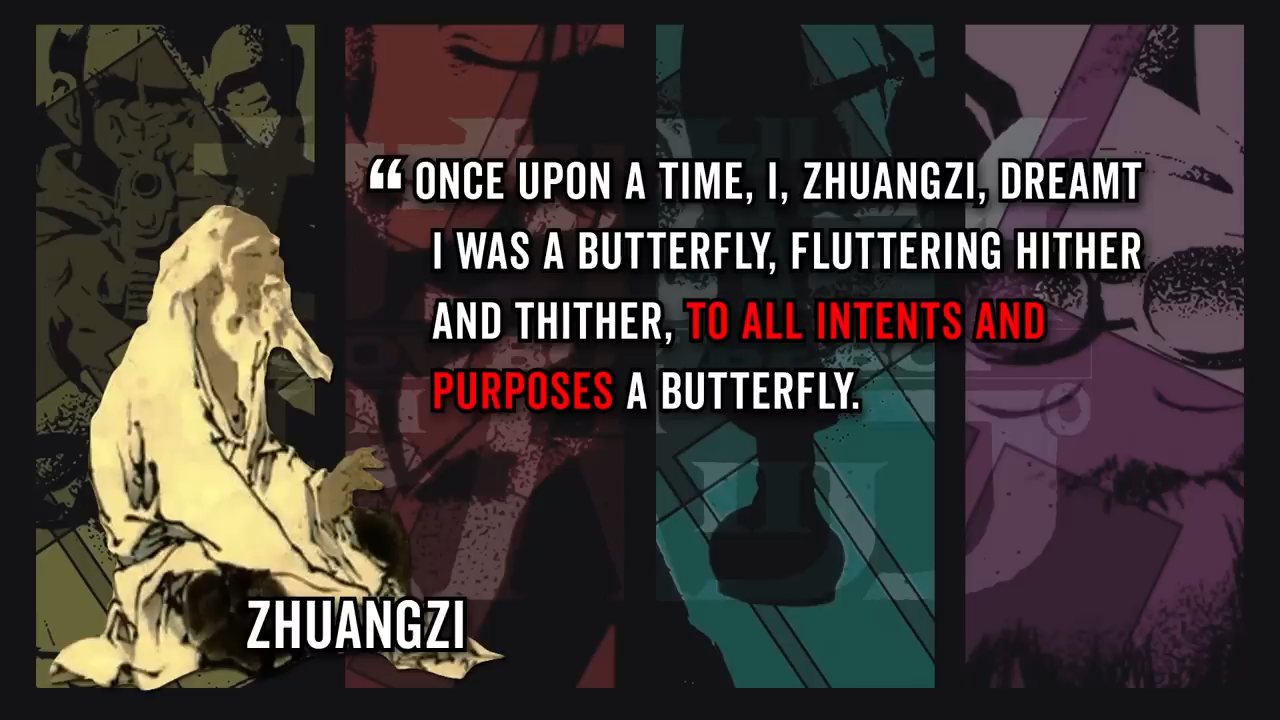 “ONCE UPON A TIME, I, ZHUANGZI, DREAMT
I WAS A BUTTERFLY, FLUTTERING HITHER
AND THITHER, TO ALL INTENTS AND
PURPOSES A BUTTERFLY.
ZHUANGZI